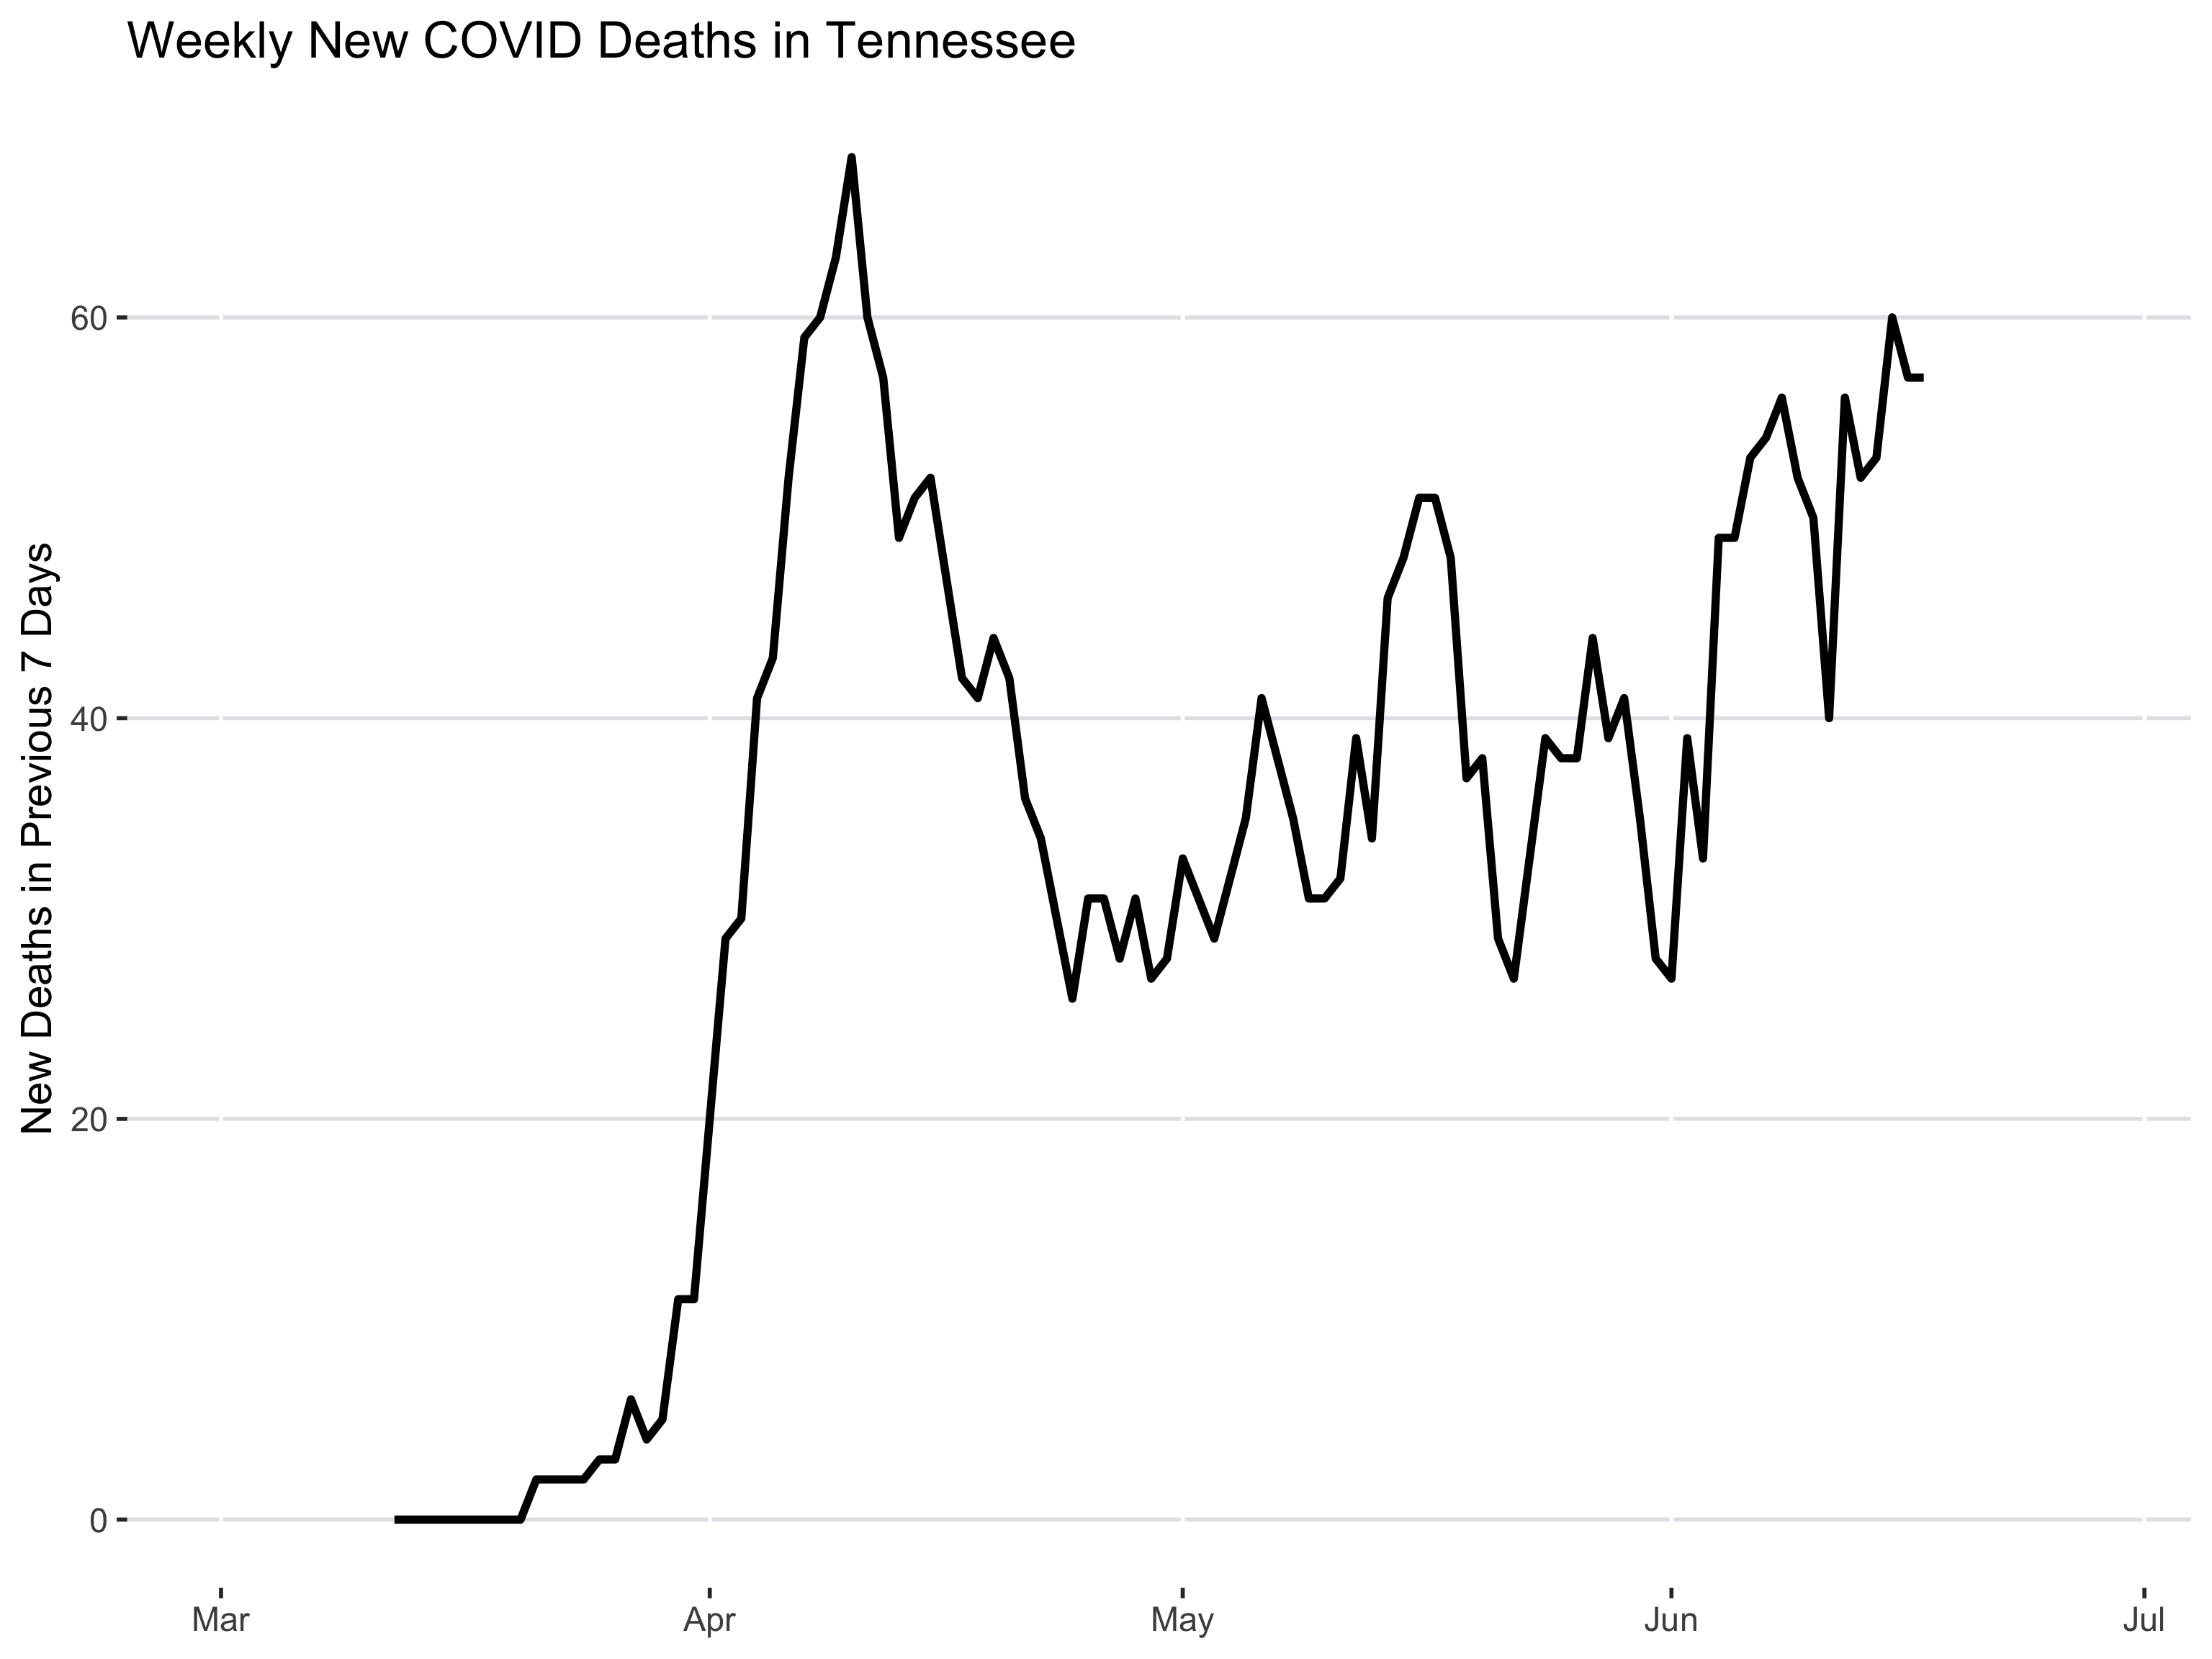 Weekly New COVID Deaths in Tennessee
New Deaths in Previous 7 Days
60
40
20
0
Mar
Apr
May
Jun
Jul